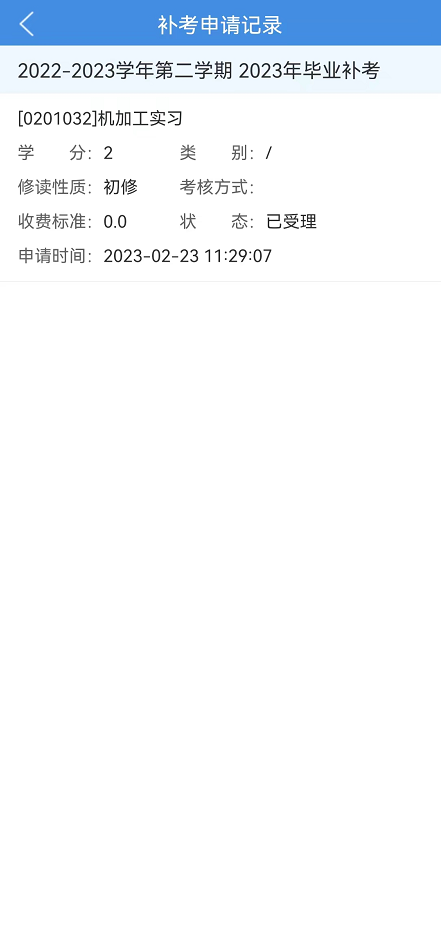 补考申请记录
2022-2023学年第二学期 2023年毕业补考
[0201032]机加工实习
学 分：2 类 别：/
修读性质：初修 考核方式：
收费标准：0.0 状 态：已受理
申请时间：2023-02-23 11:29:07